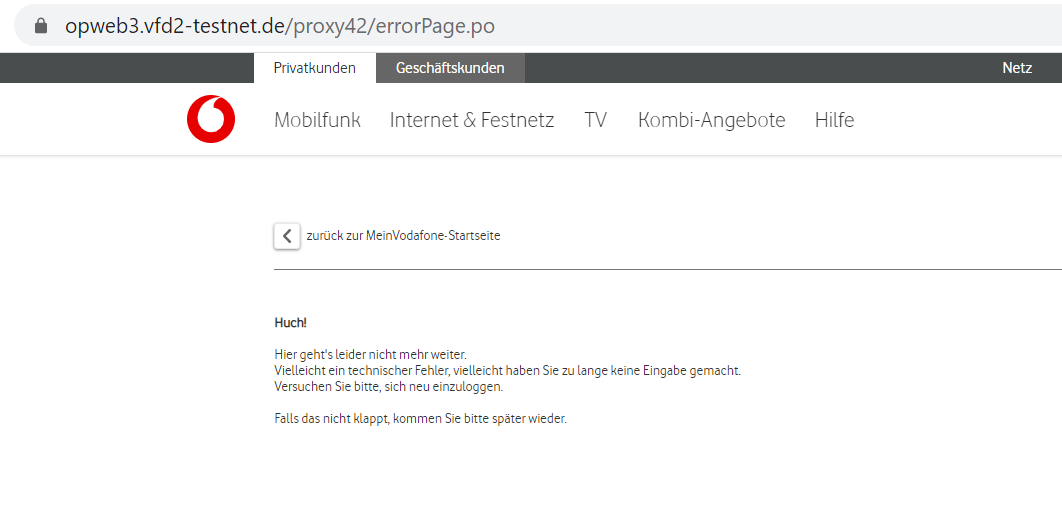 opweb3.vfd2-testnet.de/proxy42/errorPage.po
Privatkunden Geschäftskunden Netz
Mobilfunk Internet & Festnetz TV Kombi-Angebote Hilfe
zurück zur MeinVodafone-Startseite
Huch!
Hier geht's leider nicht mehr weiter.
Vielleicht ein technischer Fehler, vielleicht haben Sie zu lange keine Eingabe gemacht.
Versuchen Sie bitte, sich neu einzuloggen.
Falls das nicht klappt, kommen Sie bitte später wieder.